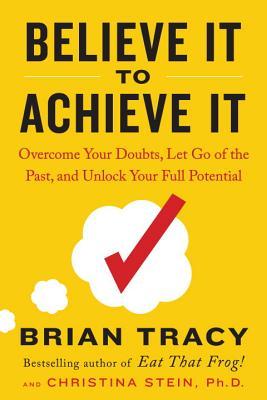 BELIEVE IT
TO
ACHIEVE IT
Overcome Your Doubts, Let Go of the
Past, and Unlock Your Full Potential
BRIAN TRACY
Bestselling author of Eat That Frog!
AND CHRISTINA STEIN, Ph.D.